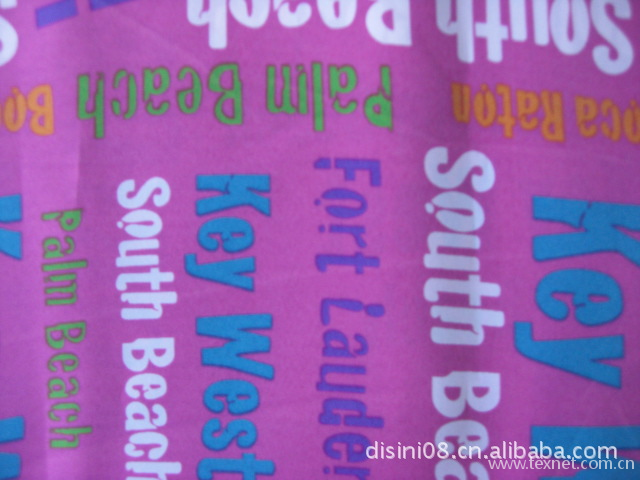 South Beach
South B
Palm Beach
Boca Raton
Bo
Palm Beach
South Beach
Key West
Fort Lauder
South Bea
Key W
disini08.cn.alibaba.com
www.texnet.com.cn